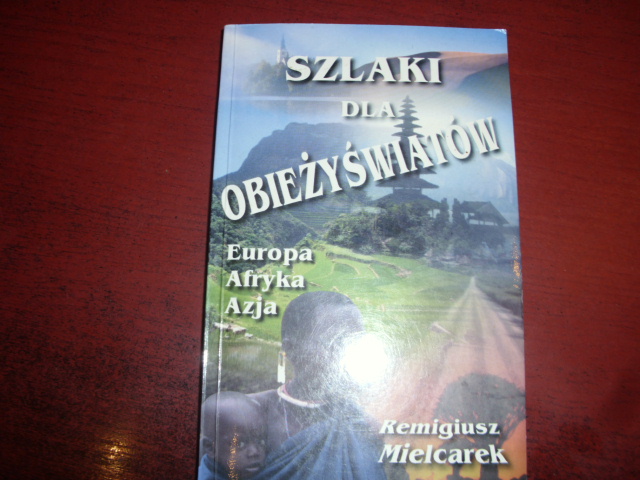 SZLAKI
DLA
OBIEŻYŚWIATÓW
Europa
Afryka
Azja
Remigiusz
Mielcarek